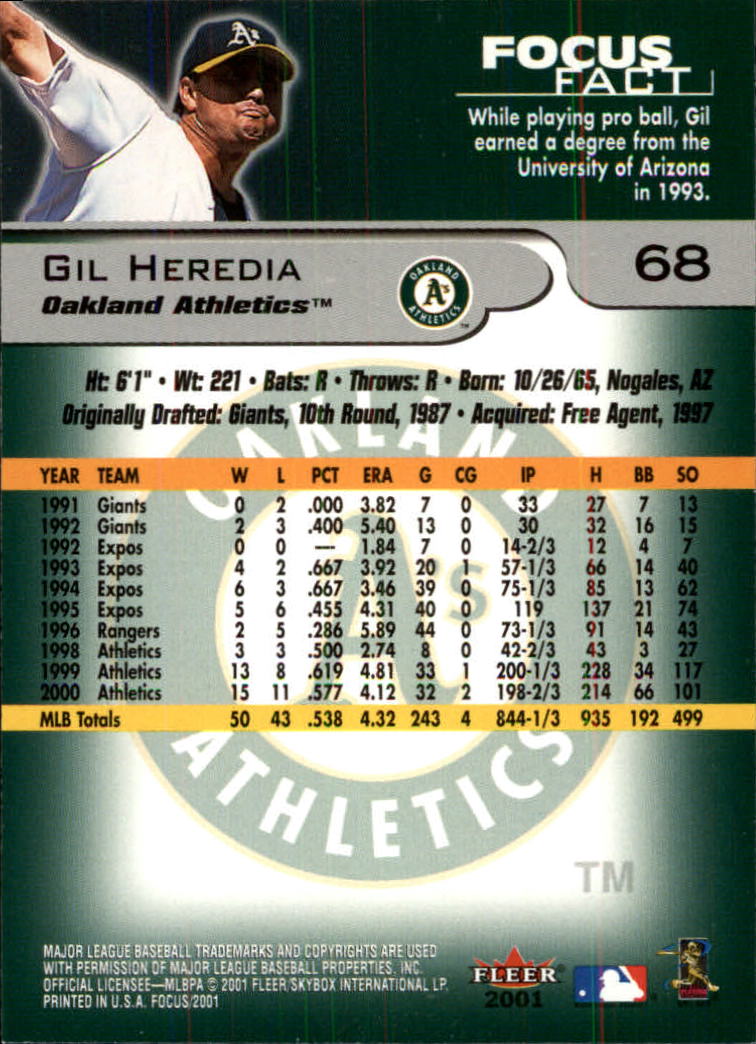 A's
FOCUS
FACT
While playing pro ball, Gil
earned a degree from the
University of Arizona
in 1993.
GIL HEREDIA
Oakland Athletics™
OAKLAND A's ATHLETICS ™
68
Ht: 6'1" • Wt: 221 • Bats: R • Throws: R • Born: 10/26/65, Nogales, AZ
Originally Drafted: Giants, 10th Round, 1987 • Acquired: Free Agent, 1997
YEAR TEAM W L PCT ERA G CG IP H BB SO
1991 Giants 0 2 .000 3.82 7 0 33 27 7 13
1992 Giants 2 3 .400 5.40 13 0 30 32 16 15
1992 Expos 0 0 — 1.84 7 0 14-2/3 12 4 7
1993 Expos 4 2 .667 3.92 20 1 57-1/3 66 14 40
1994 Expos 6 3 .667 3.46 39 0 75-1/3 85 13 62
1995 Expos 5 6 .455 4.31 40 0 119 137 21 74
1996 Rangers 2 5 .286 5.89 44 0 73-1/3 91 14 43
1998 Athletics 3 3 .500 2.74 8 0 42-2/3 43 3 27
1999 Athletics 13 8 .619 4.81 33 1 200-1/3 228 34 117
2000 Athletics 15 11 .577 4.12 32 2 198-2/3 214 66 101
MLB Totals 50 43 .538 4.32 243 4 844-1/3 935 192 499
OAKLAND
A's
ATHLETICS
TM
MAJOR LEAGUE BASEBALL TRADEMARKS AND COPYRIGHTS ARE USED
WITH PERMISSION OF MAJOR LEAGUE BASEBALL PROPERTIES, INC.
OFFICIAL LICENSEE—MLBPA © 2001 FLEER/SKYBOX INTERNATIONAL LP.
PRINTED IN U.S.A. FOCUS/2001
FLEER
2001